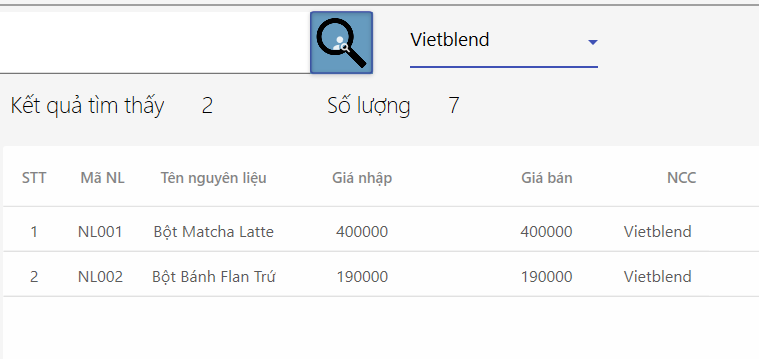 Vietblend
Kết quả tìm thấy 2 Số lượng 7
STT Mã NL Tên nguyên liệu Giá nhập Giá bán NCC
1 NL001 Bột Matcha Latte 400000 400000 Vietblend
2 NL002 Bột Bánh Flan Trứ 190000 190000 Vietblend